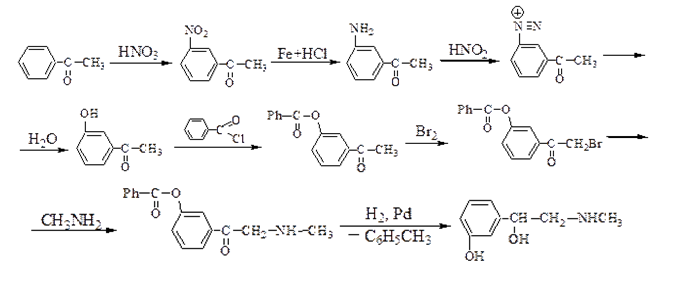 C CH₃ O HNO₃ NO₂ C–CH₃ O Fe+HCl NH₂ C–CH₃ O HNO₂ N≡N + C–CH₃ O
H₂O OH C–CH₃ O C O Cl Ph–C–O O C–CH₃ O Br₂ Ph–C–O O C–CH₂Br O
CH₃NH₂ Ph–C–O O C–CH₂–NH–CH₃ O H₂, Pd – C₆H₅CH₃ CH–CH₂–NHCH₃ OH OH